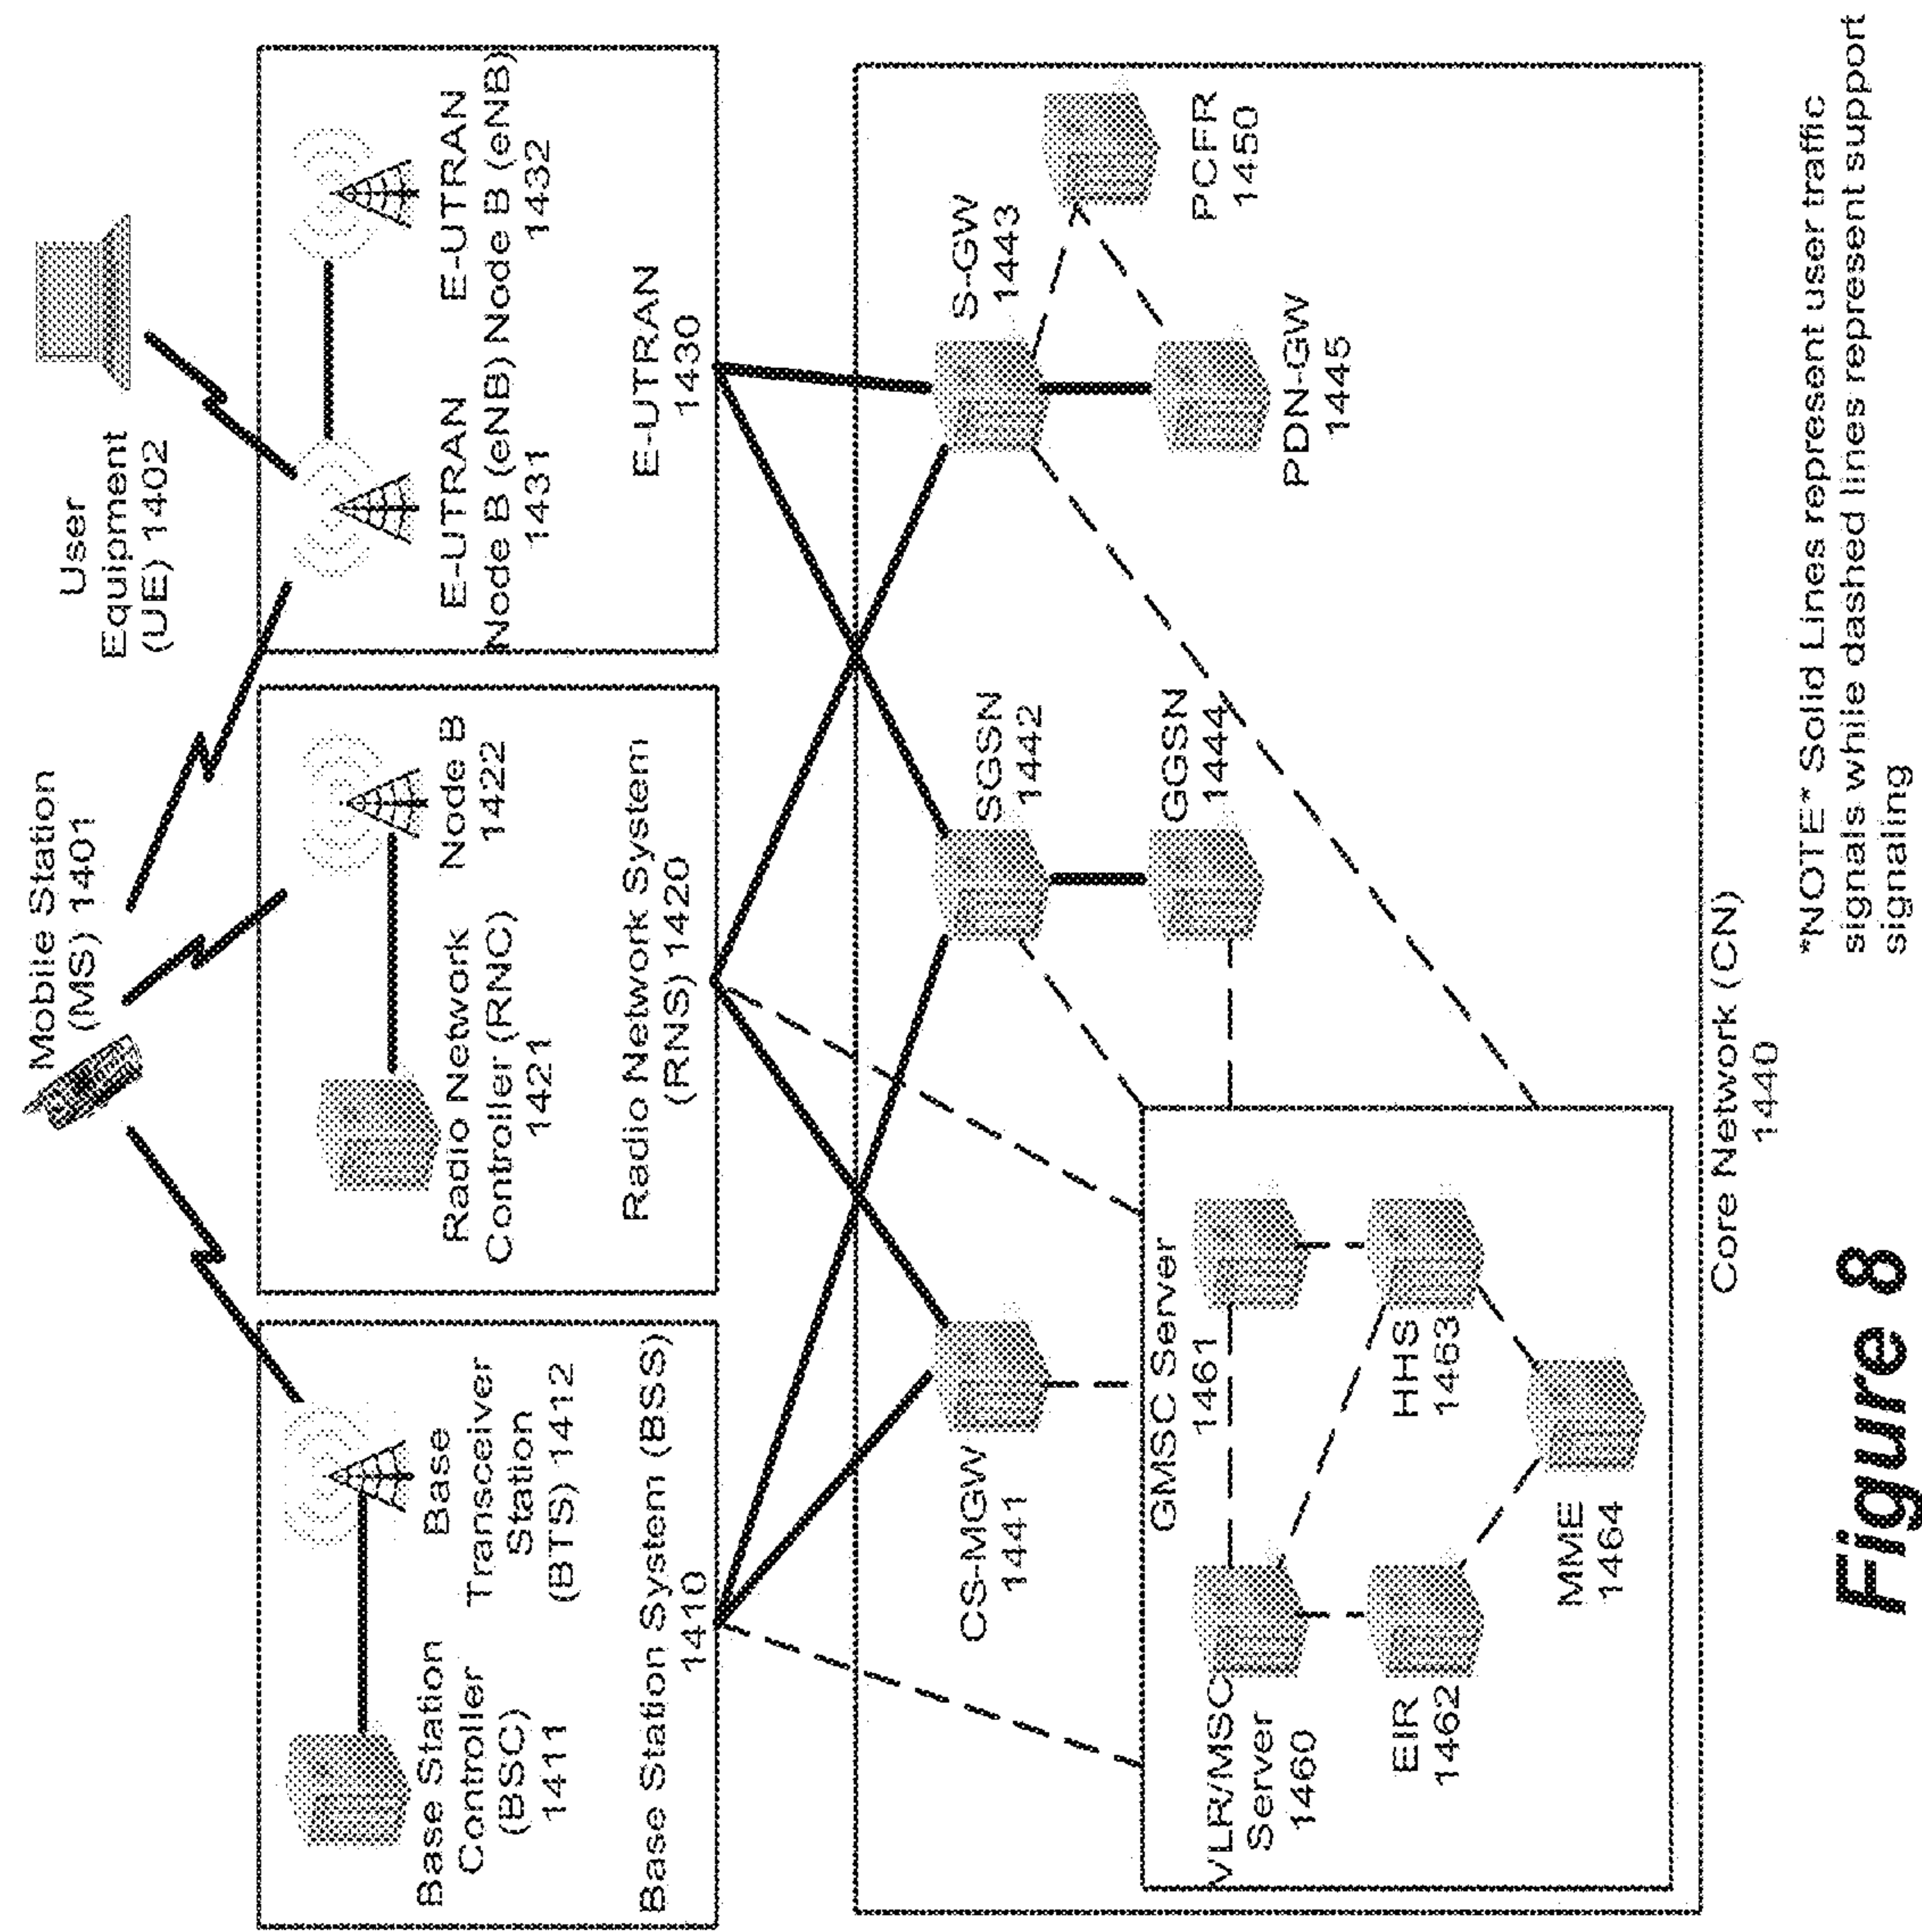 Mobile Station
(MS) 1401
User
Equipment
(UE) 1402
Base Station
Controller
(BSC)
1411
Base
Transceiver
Station
(BTS) 1412
Base Station System (BSS)
1410
Radio Network
Controller (RNC)
1421
Node B
1422
Radio Network System
(RNS) 1420
E-UTRAN
Node B (eNB)
1431
E-UTRAN
Node B (eNB)
1432
E-UTRAN
1430
CS-MGW
1441
SGSN
1442
S-GW
1443
GGSN
1444
PDN-GW
1445
PCFR
1450
GMSC Server
1461
VLR/MSC
Server
1460
EIR
1462
HHS
1463
MME
1464
Core Network (CN)
1440
*NOTE* Solid Lines represent user traffic
signals while dashed lines represent support
signaling
Figure 8